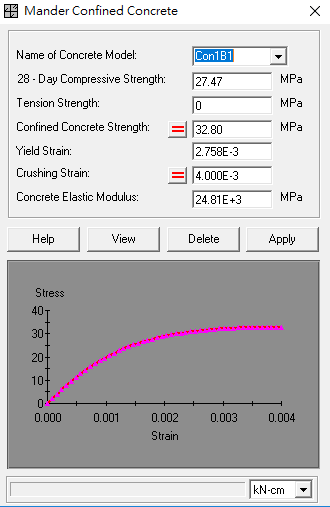 Mander Confined Concrete
Name of Concrete Model: Con1B1
28 - Day Compressive Strength: 27.47 MPa
Tension Strength: 0 MPa
Confined Concrete Strength: 32.80 MPa
Yield Strain: 2.758E-3
Crushing Strain: 4.000E-3
Concrete Elastic Modulus: 24.81E+3 MPa
Help View Delete Apply
Stress
40
30
20
10
0
0.000 0.001 0.002 0.003 0.004
Strain
kN-cm